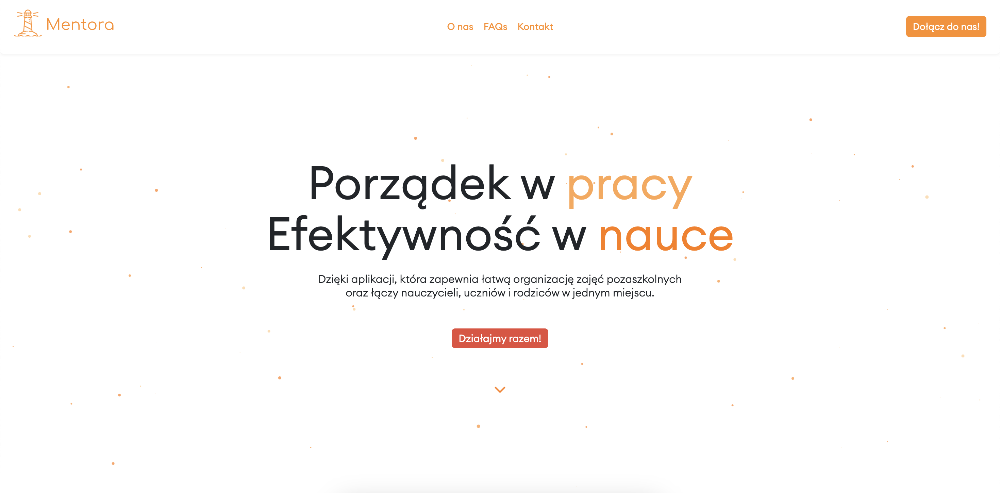 Mentora
O nas
FAQs
Kontakt
Dołącz do nas!
Porządek w pracy
Efektywność w nauce
Dzięki aplikacji, która zapewnia łatwą organizację zajęć pozaszkolnych
oraz łączy nauczycieli, uczniów i rodziców w jednym miejscu.
Działajmy razem!